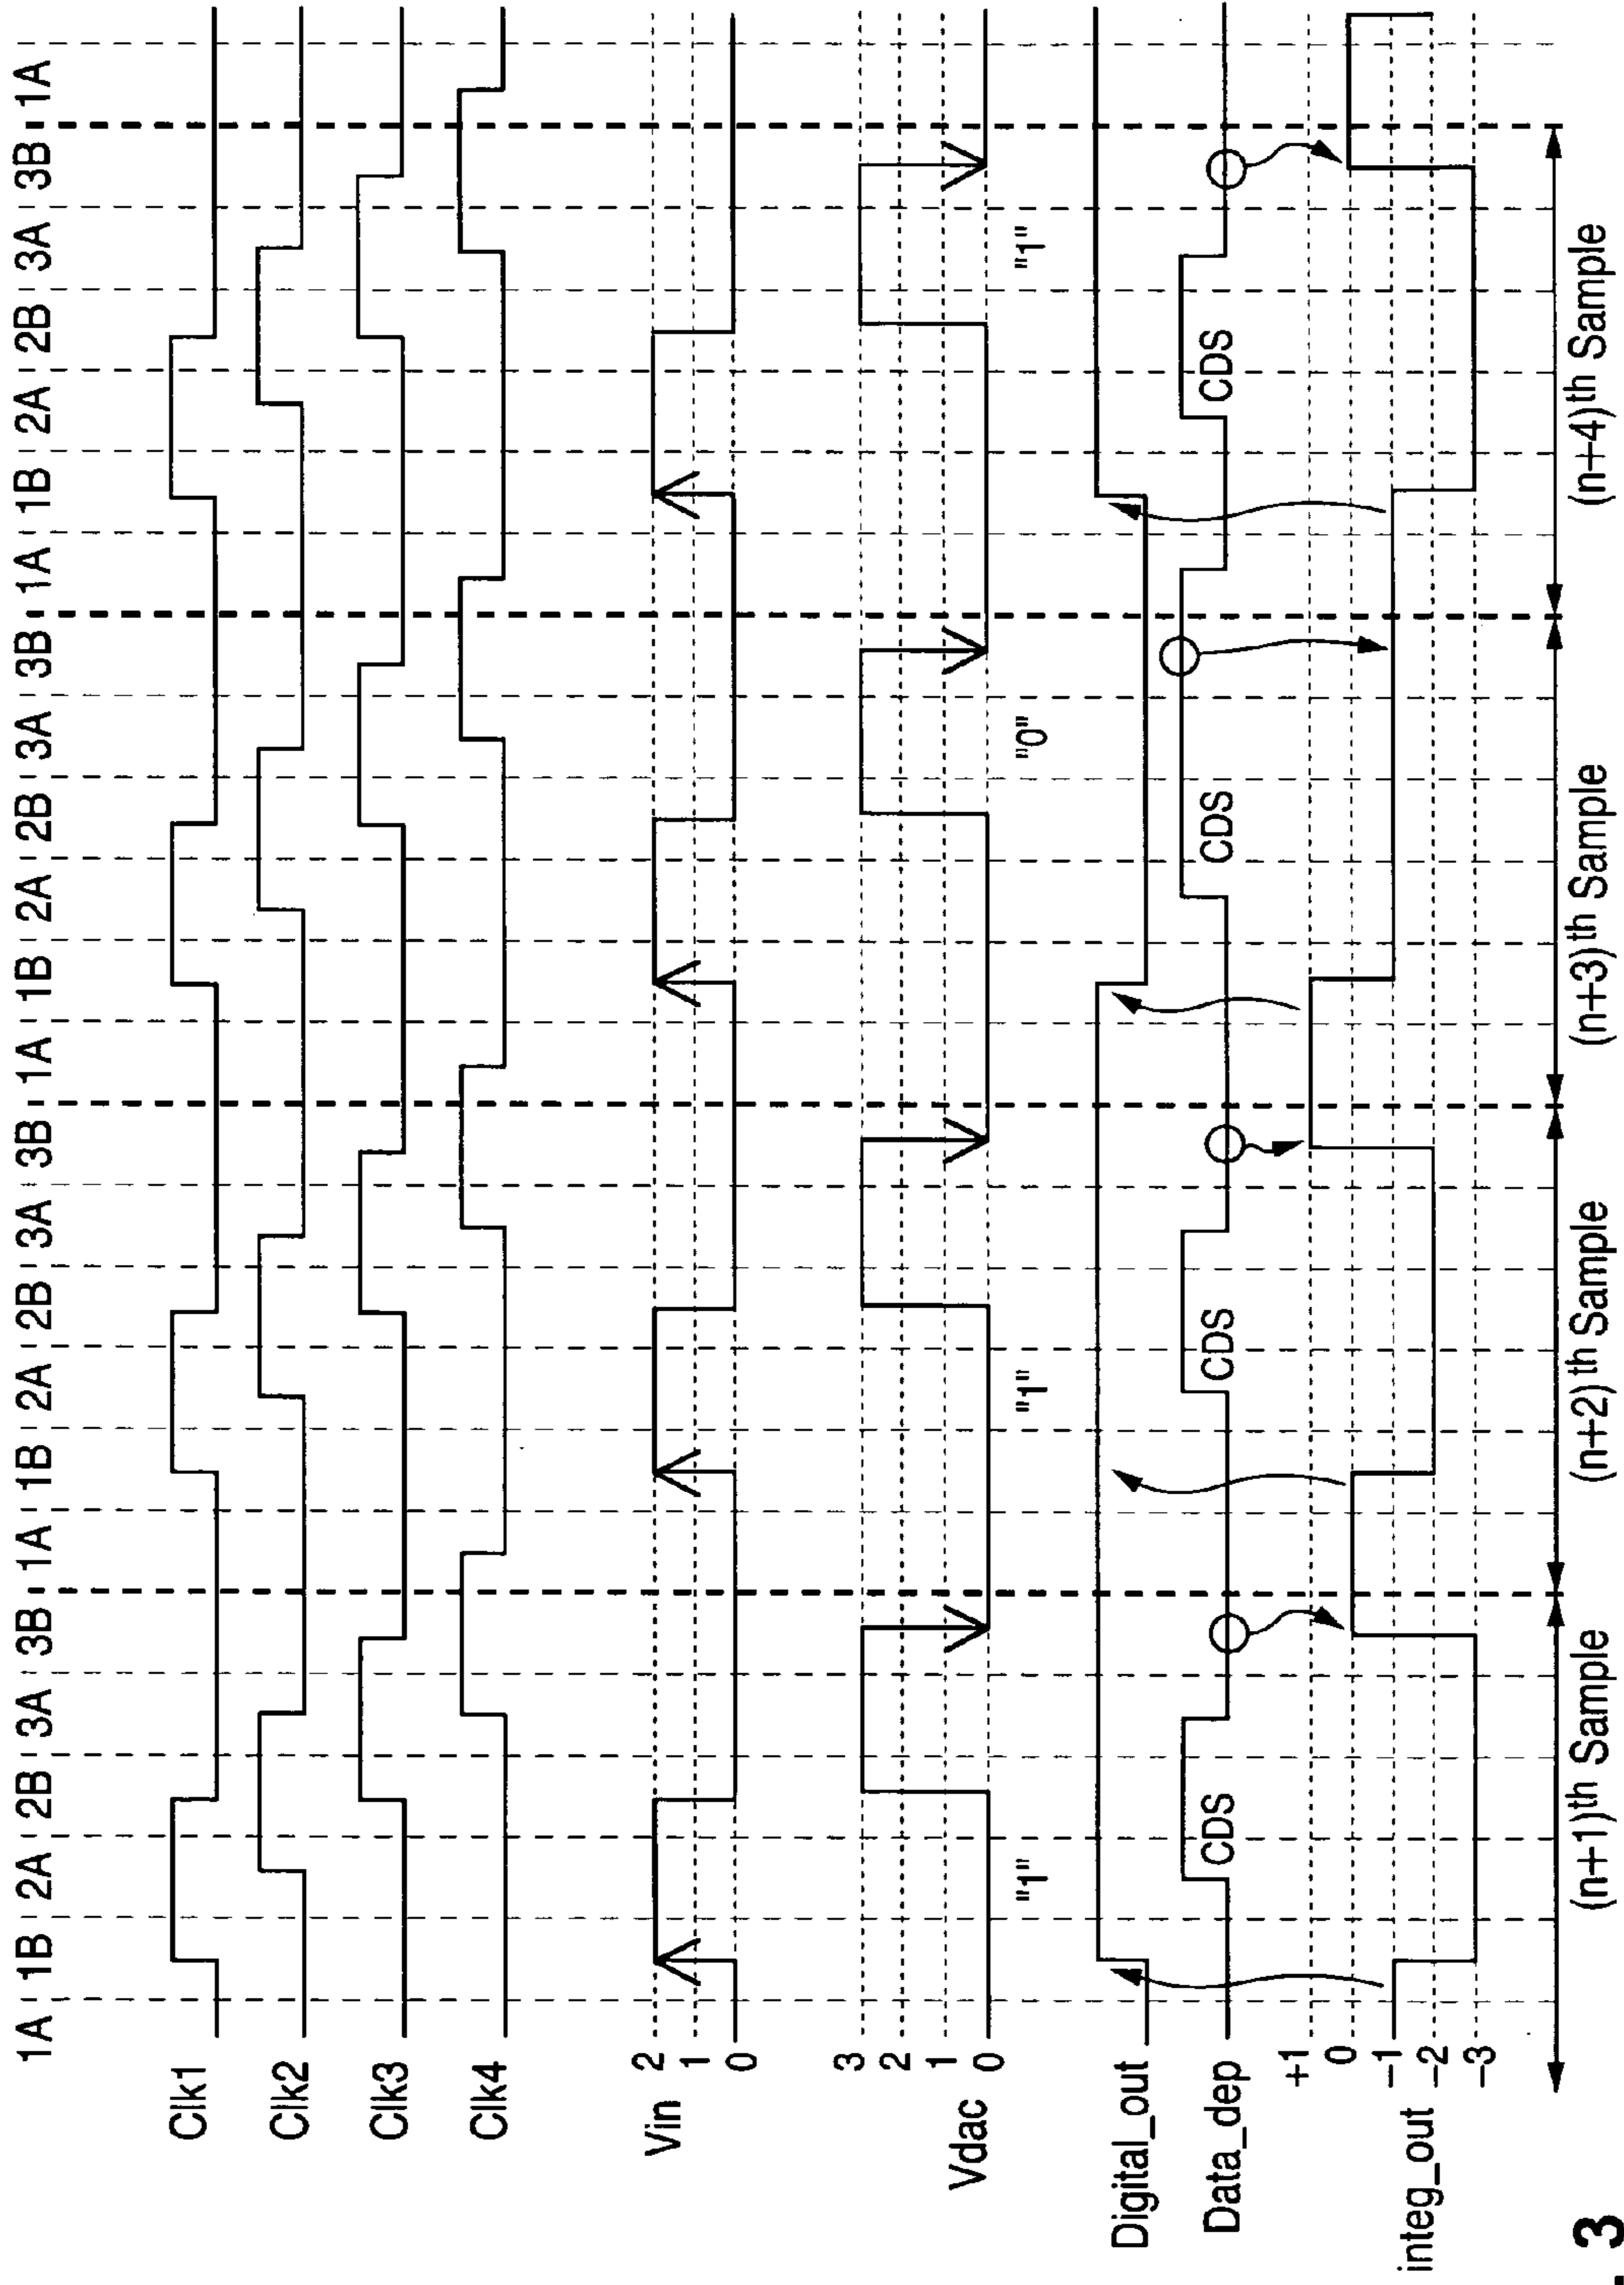 1A 1B 2A 2B 3A 3B 1A 1B 2A 2B 3A 3B 1A 1B 2A 2B 3A 3B 1A 1B 2A 2B 3A 3B 1A
Clk1
Clk2
Clk3
Clk4
2
Vin 1
0
3
2
1
Vdac 0
"1" "1" "0" "1"
Digital_out
Data_dep CDS CDS CDS CDS
+1
0
-1
integ_out -2
-3
(n+1)th Sample (n+2)th Sample (n+3)th Sample (n+4)th Sample
. 3